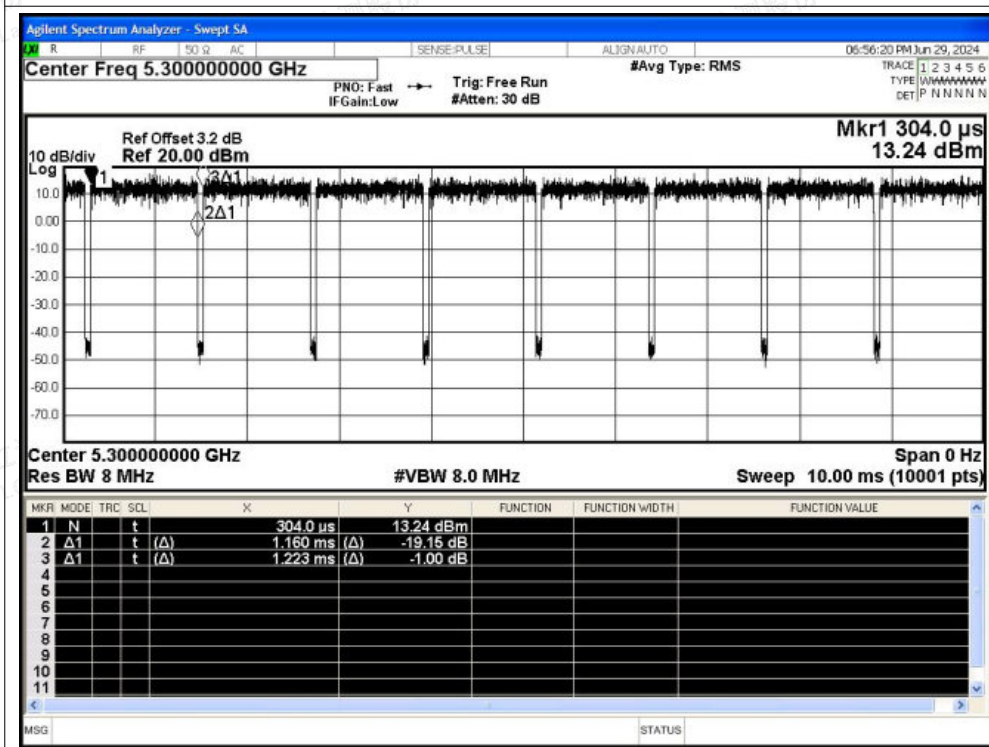 Agilent Spectrum Analyzer - Swept SA
LXI R RF 50 Ω AC SENSE:PULSE ALIGN AUTO 06:56:20 PM Jun 29, 2024
Center Freq 5.300000000 GHz #Avg Type: RMS TRACE 1 2 3 4 5 6
PNO: Fast Trig: Free Run TYPE WWWWWW
IFGain:Low #Atten: 30 dB DET P N N N N N
Mkr1 304.0 µs
Ref Offset 3.2 dB
10 dB/div Ref 20.00 dBm 13.24 dBm
Log
1 3Δ1
10.0
2Δ1
0.00
-10.0
-20.0
-30.0
-40.0
-50.0
-60.0
-70.0
Center 5.300000000 GHz Span 0 Hz
Res BW 8 MHz #VBW 8.0 MHz Sweep 10.00 ms (10001 pts)
MKR MODE TRC SCL X Y FUNCTION FUNCTION WIDTH FUNCTION VALUE
1 N t 304.0 µs 13.24 dBm
2 Δ1 t (Δ) 1.160 ms (Δ) -19.15 dB
3 Δ1 t (Δ) 1.223 ms (Δ) -1.00 dB
4
5
6
7
8
9
10
11
MSG STATUS